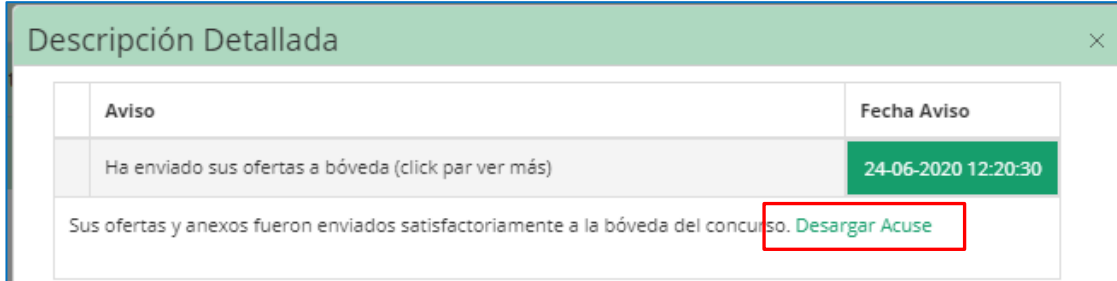 Descripción Detallada
Aviso Fecha Aviso
Ha enviado sus ofertas a bóveda (click par ver más) 24-06-2020 12:20:30
Sus ofertas y anexos fueron enviados satisfactoriamente a la bóveda del concurso. Desargar Acuse